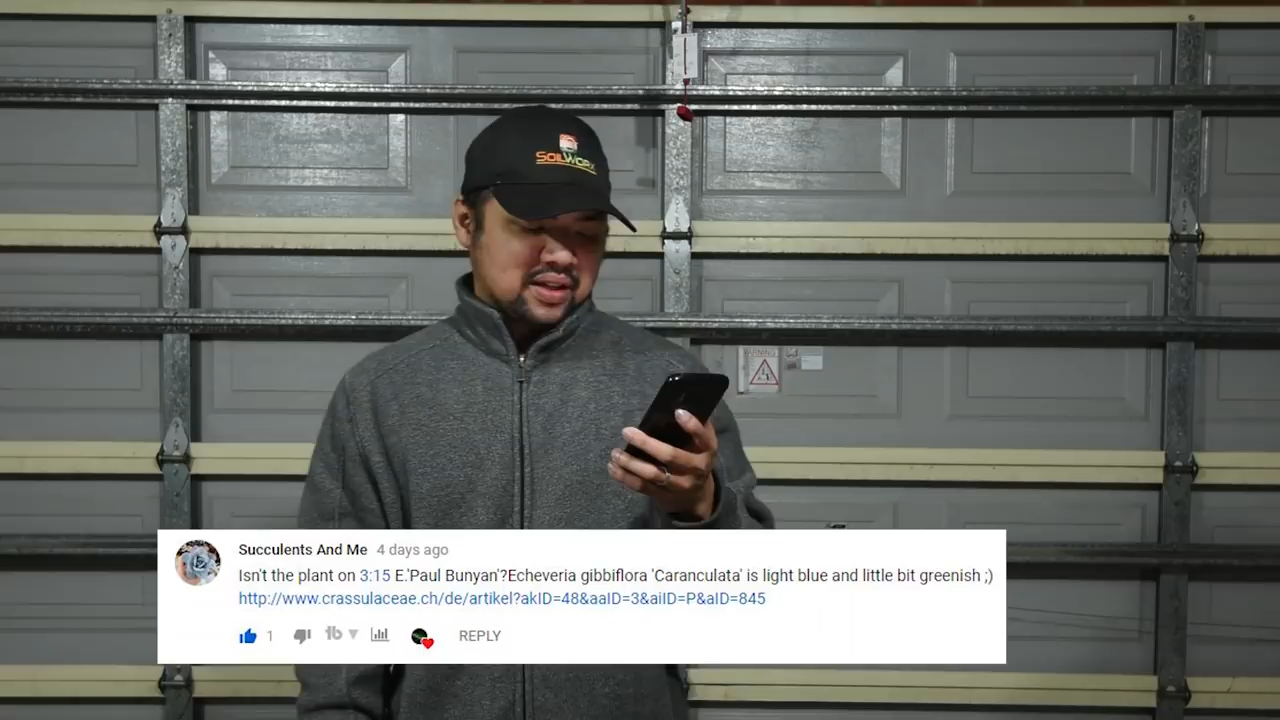 SOILWORX
WARNING
Succulents And Me 4 days ago
Isn't the plant on 3:15 E.'Paul Bunyan'?Echeveria gibbiflora 'Caranculata' is light blue and little bit greenish ;)
http://www.crassulaceae.ch/de/artikel?akID=48&aaID=3&aiID=P&aID=845
1
REPLY